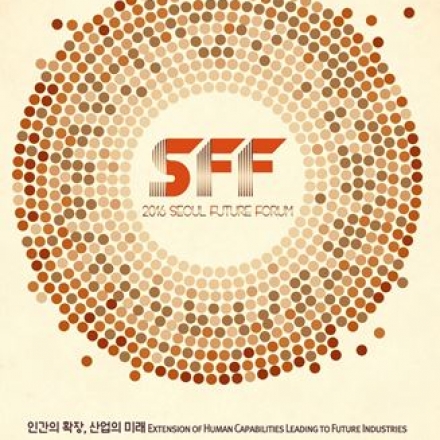 SFF
2016 SEOUL FUTURE FORUM
인간의 확장, 산업의 미래 EXTENSION OF HUMAN CAPABILITIES LEADING TO FUTURE INDUSTRIES